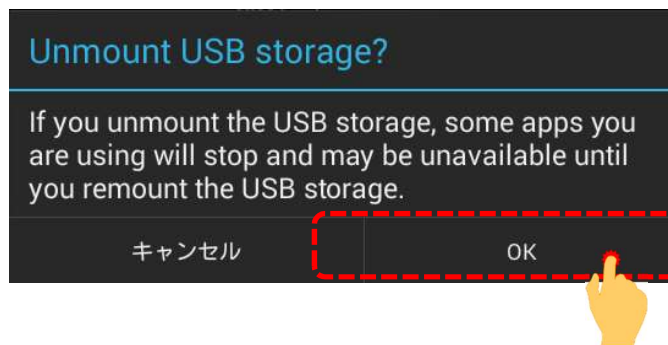 Unmount USB storage?
If you unmount the USB storage, some apps you
are using will stop and may be unavailable until
you remount the USB storage.
キャンセル
OK